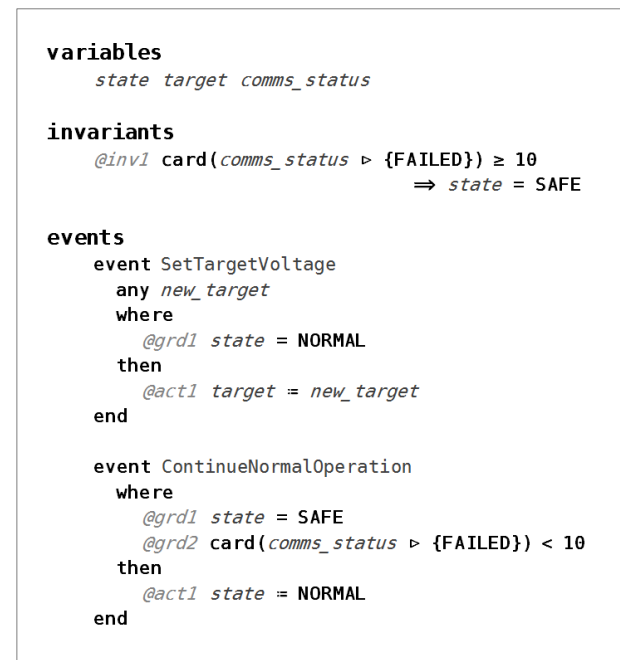 variables
state target comms_status
invariants
@inv1 card(comms_status ▹ {FAILED}) ≥ 10
⇒ state = SAFE
events
event SetTargetVoltage
any new_target
where
@grd1 state = NORMAL
then
@act1 target ≔ new_target
end
event ContinueNormalOperation
where
@grd1 state = SAFE
@grd2 card(comms_status ▹ {FAILED}) < 10
then
@act1 state ≔ NORMAL
end